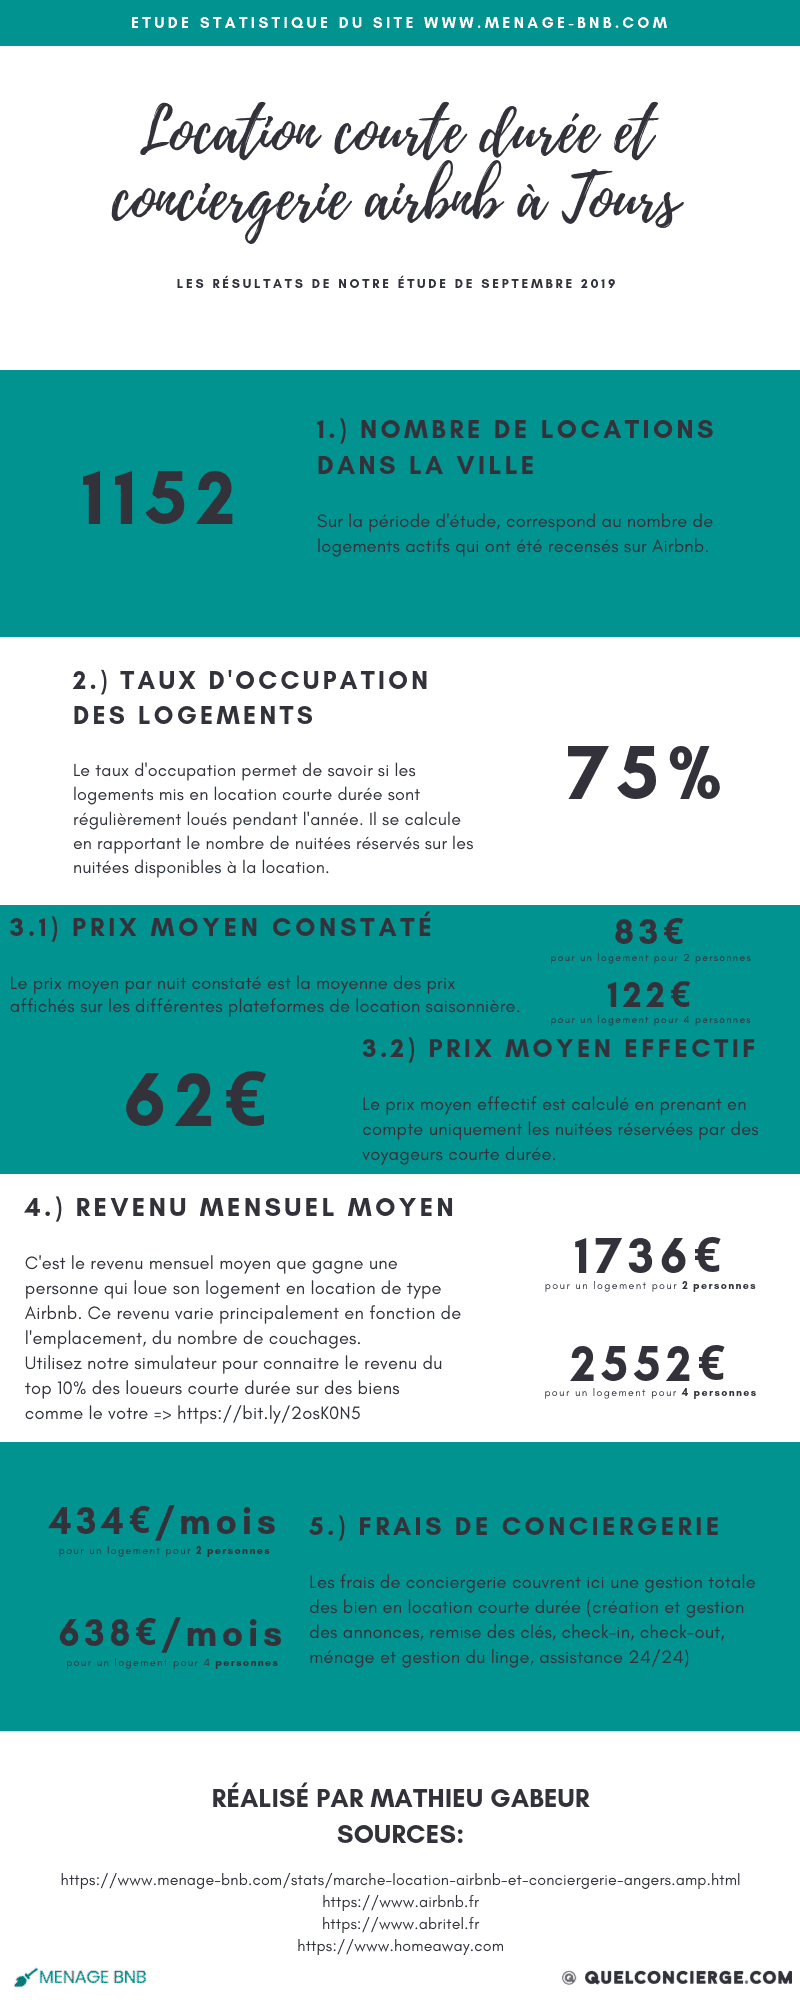 ETUDE STATISTIQUE DU SITE WWW.MENAGE-BNB.COM
Location courte durée et
conciergerie airbnb à Tours
LES RÉSULTATS DE NOTRE ÉTUDE DE SEPTEMBRE 2019
1152
1.) NOMBRE DE LOCATIONS
DANS LA VILLE
Sur la période d'étude, correspond au nombre de
logements actifs qui ont été recensés sur Airbnb.
2.) TAUX D'OCCUPATION
DES LOGEMENTS
Le taux d'occupation permet de savoir si les
logements mis en location courte durée sont
régulièrement loués pendant l'année. Il se calcule
en rapportant le nombre de nuitées réservés sur les
nuitées disponibles à la location.
75%
3.1) PRIX MOYEN CONSTATÉ
Le prix moyen par nuit constaté est la moyenne des prix
affichés sur les différentes plateformes de location saisonnière.
83€
pour un logement pour 2 personnes
122€
pour un logement pour 4 personnes
62€
3.2) PRIX MOYEN EFFECTIF
Le prix moyen effectif est calculé en prenant en
compte uniquement les nuitées réservées par des
voyageurs courte durée.
4.) REVENU MENSUEL MOYEN
C'est le revenu mensuel moyen que gagne une
personne qui loue son logement en location de type
Airbnb. Ce revenu varie principalement en fonction de
l'emplacement, du nombre de couchages.
Utilisez notre simulateur pour connaitre le revenu du
top 10% des loueurs courte durée sur des biens
comme le votre => https://bit.ly/2osK0N5
1736€
pour un logement pour 2 personnes
2552€
pour un logement pour 4 personnes
434€/mois
pour un logement pour 2 personnes
638€/mois
pour un logement pour 4 personnes
5.) FRAIS DE CONCIERGERIE
Les frais de conciergerie couvrent ici une gestion totale
des bien en location courte durée (création et gestion
des annonces, remise des clés, check-in, check-out,
ménage et gestion du linge, assistance 24/24)
RÉALISÉ PAR MATHIEU GABEUR
SOURCES:
https://www.menage-bnb.com/stats/marche-location-airbnb-et-conciergerie-angers.amp.html
https://www.airbnb.fr
https://www.abritel.fr
https://www.homeaway.com
MENAGE BNB
@ QUELCONCIERGE.COM